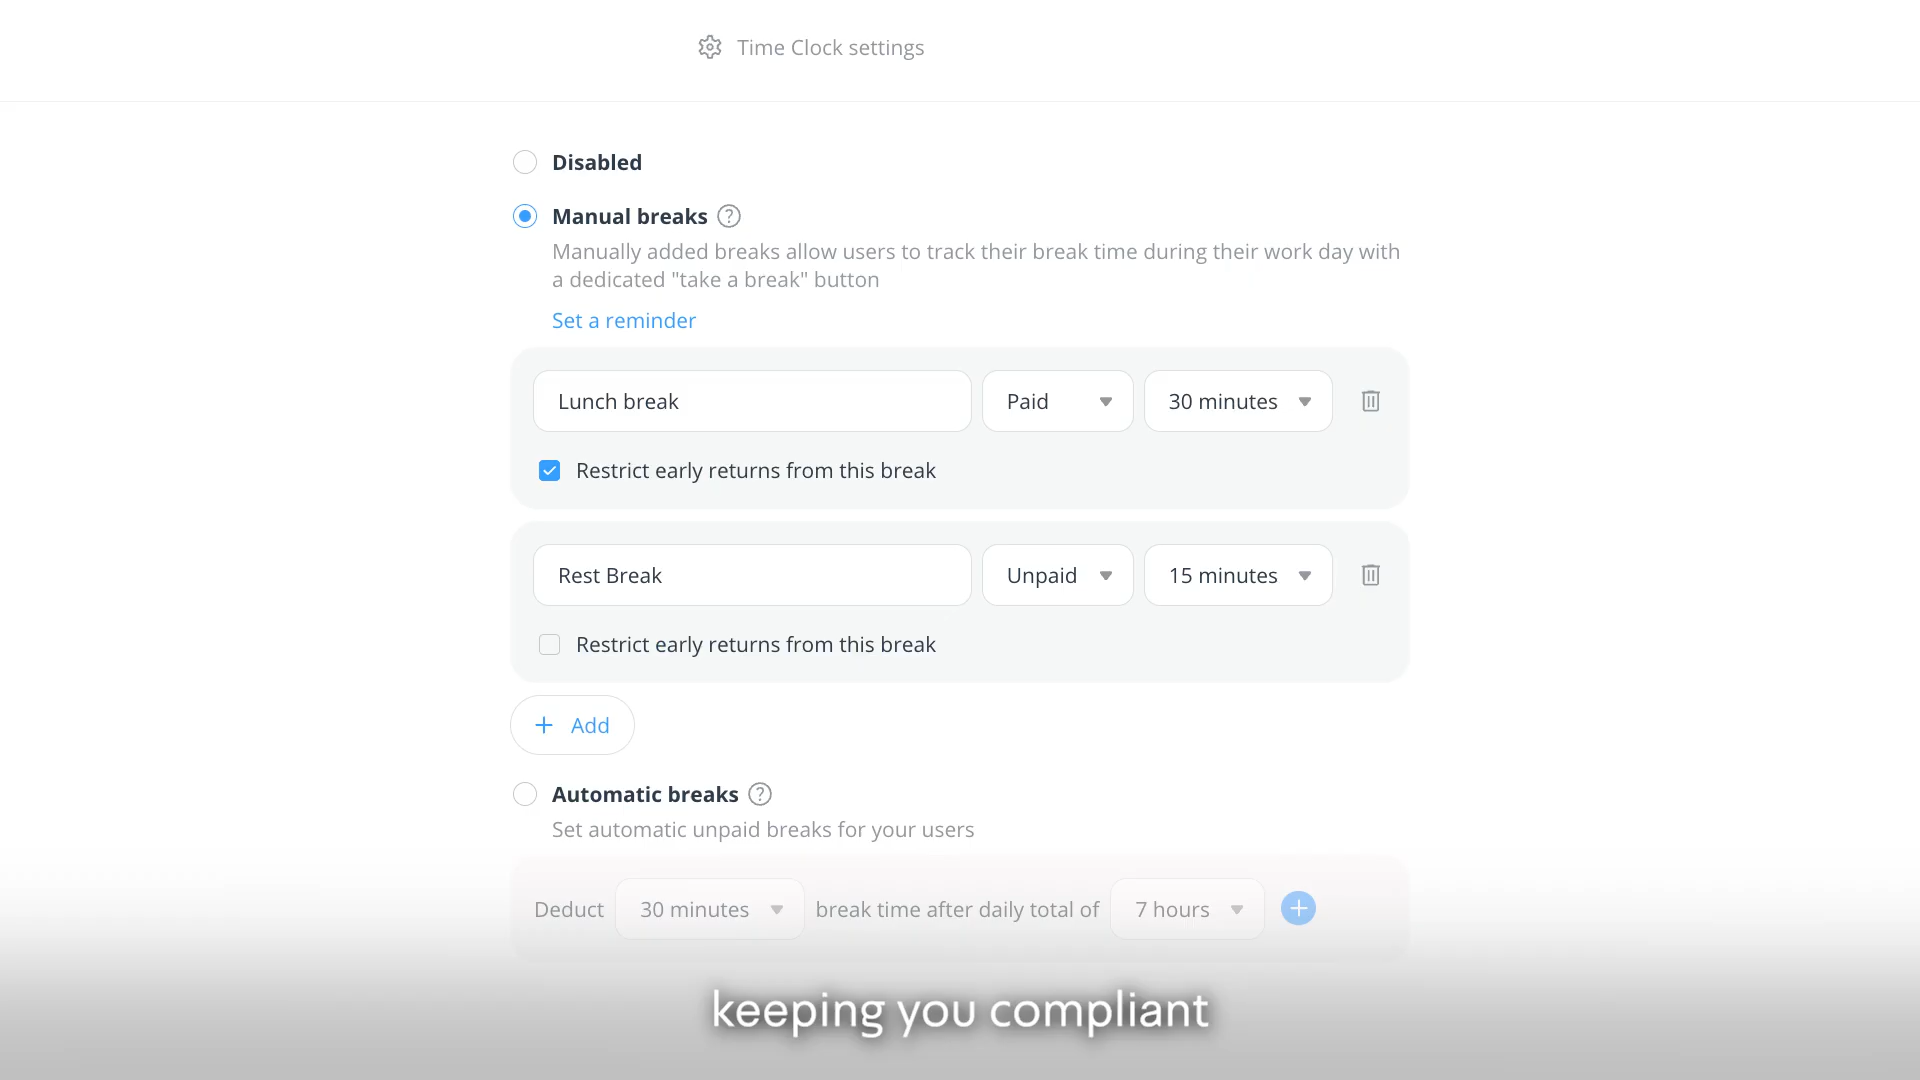 Time Clock settings
Disabled
Manual breaks ?
Manually added breaks allow users to track their break time during their work day with
a dedicated "take a break" button
Set a reminder
Lunch break Paid 30 minutes
Restrict early returns from this break
Rest Break Unpaid 15 minutes
Restrict early returns from this break
+ Add
Automatic breaks ?
Set automatic unpaid breaks for your users
Deduct 30 minutes break time after daily total of 7 hours +
keeping you compliant